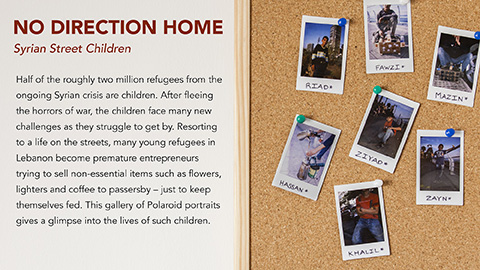 NO DIRECTION HOME
Syrian Street Children
Half of the roughly two million refugees from the
ongoing Syrian crisis are children. After fleeing
the horrors of war, the children face many new
challenges as they struggle to get by. Resorting
to a life on the streets, many young refugees in
Lebanon become premature entrepreneurs
trying to sell non-essential items such as flowers,
lighters and coffee to passersby – just to keep
themselves fed. This gallery of Polaroid portraits
gives a glimpse into the lives of such children.
RIAD*
FAWZI*
MAZIN*
ZIYAD*
HASSAN*
ZAYN*
KHALIL*